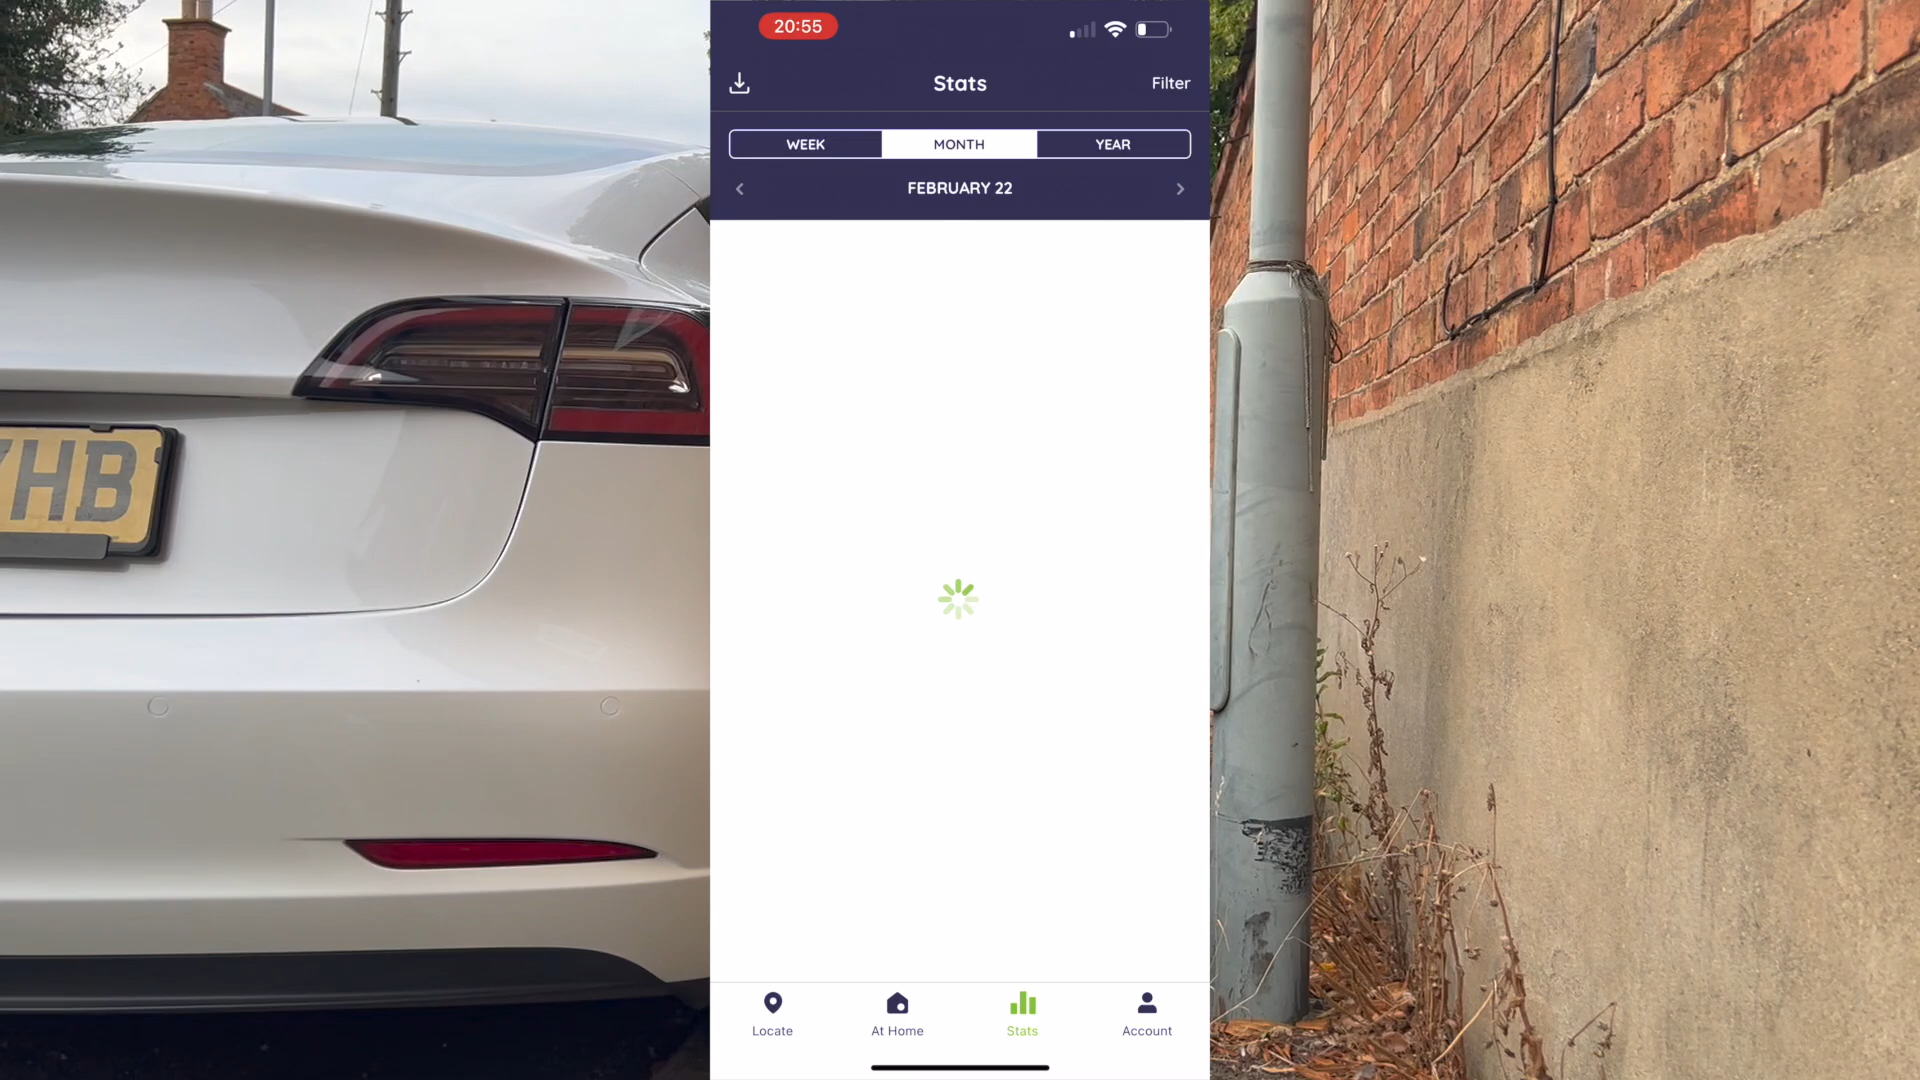 20:55
Stats
Filter
WEEK
MONTH
YEAR
FEBRUARY 22
HB
Locate
At Home
Stats
Account